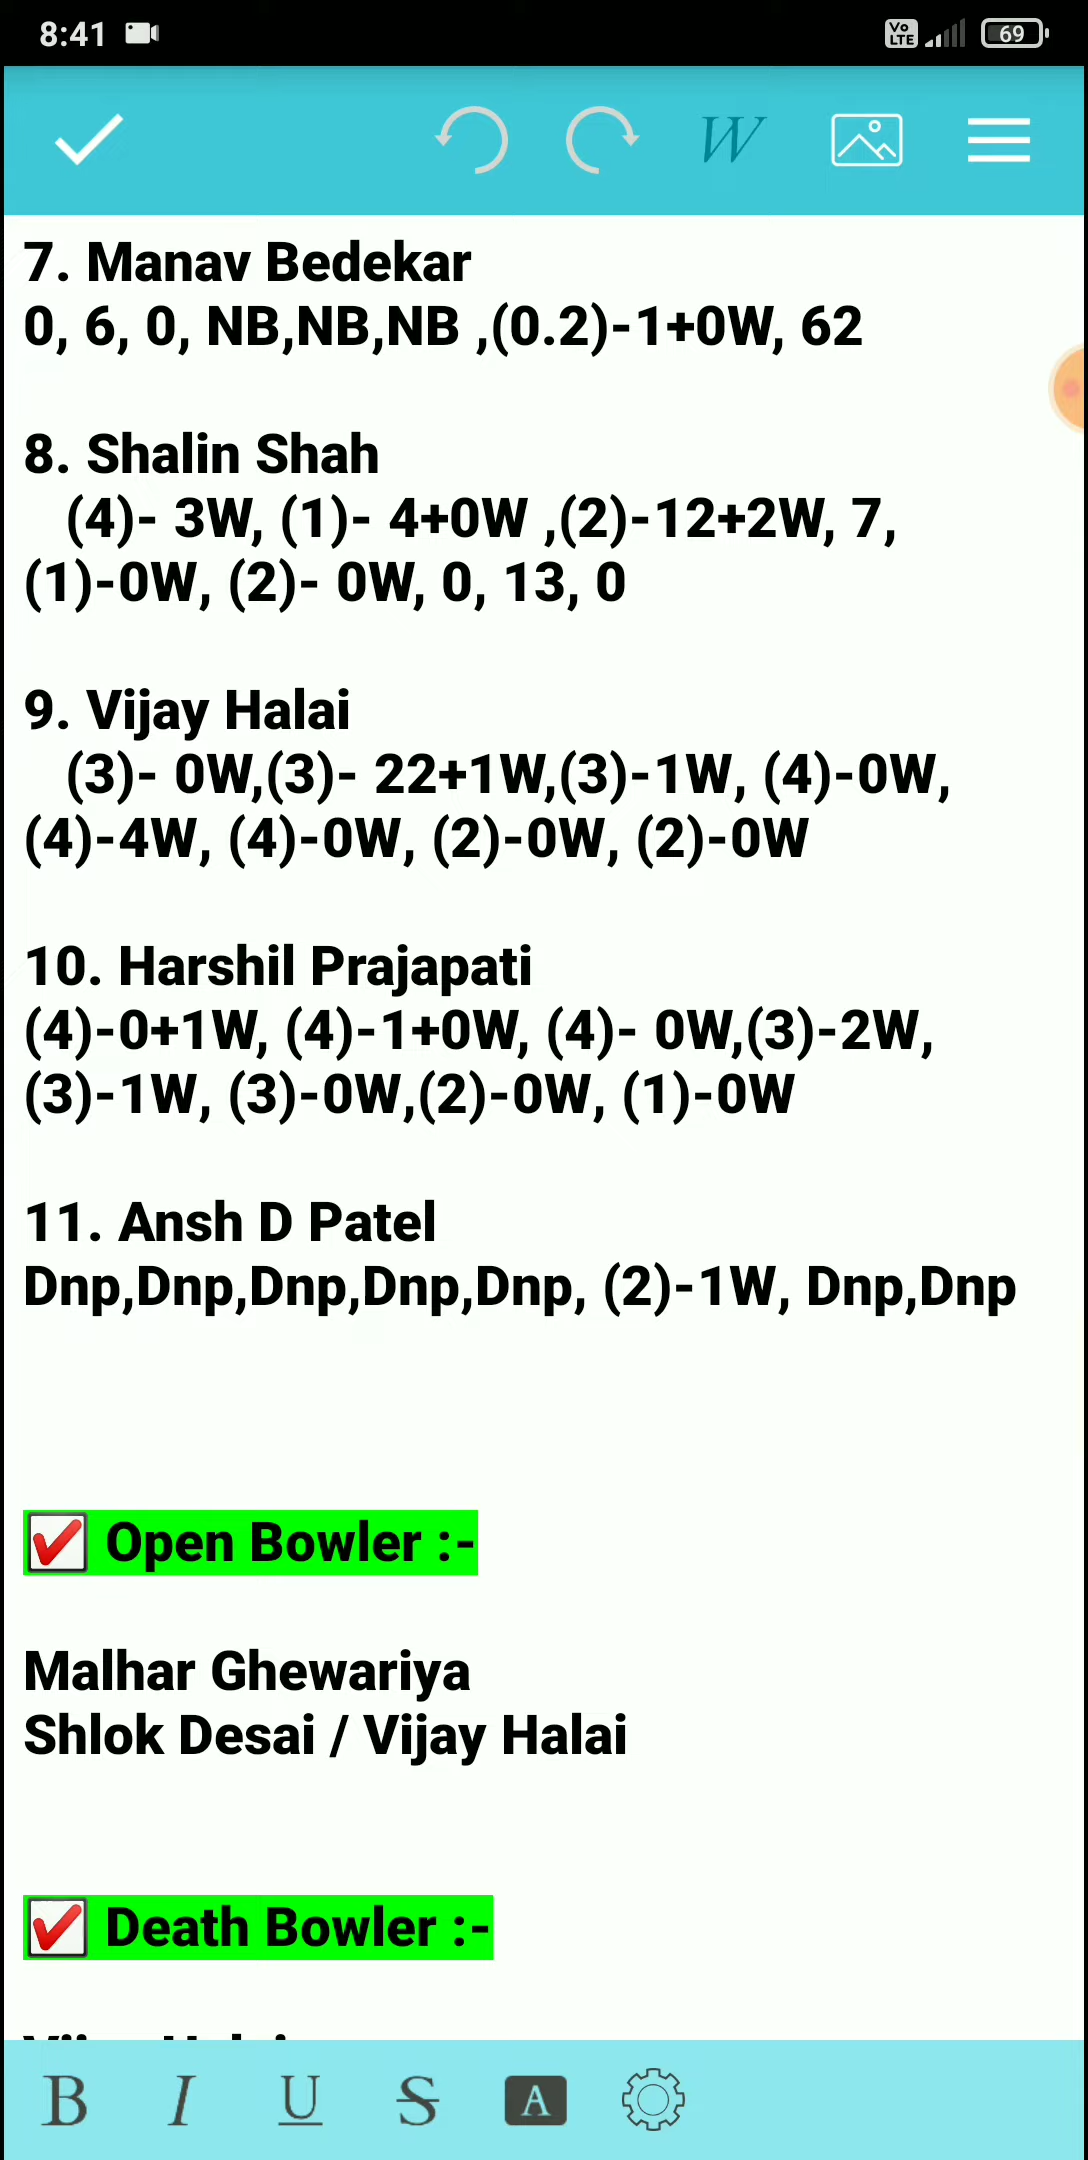 8:41
Vo LTE
69
W
7. Manav Bedekar
0, 6, 0, NB,NB,NB ,(0.2)-1+0W, 62
8. Shalin Shah
(4)- 3W, (1)- 4+0W ,(2)-12+2W, 7,
(1)-0W, (2)- 0W, 0, 13, 0
9. Vijay Halai
(3)- 0W,(3)- 22+1W,(3)-1W, (4)-0W,
(4)-4W, (4)-0W, (2)-0W, (2)-0W
10. Harshil Prajapati
(4)-0+1W, (4)-1+0W, (4)- 0W,(3)-2W,
(3)-1W, (3)-0W,(2)-0W, (1)-0W
11. Ansh D Patel
Dnp,Dnp,Dnp,Dnp,Dnp, (2)-1W, Dnp,Dnp
Open Bowler :-
Malhar Ghewariya
Shlok Desai / Vijay Halai
Death Bowler :-
B I U S A